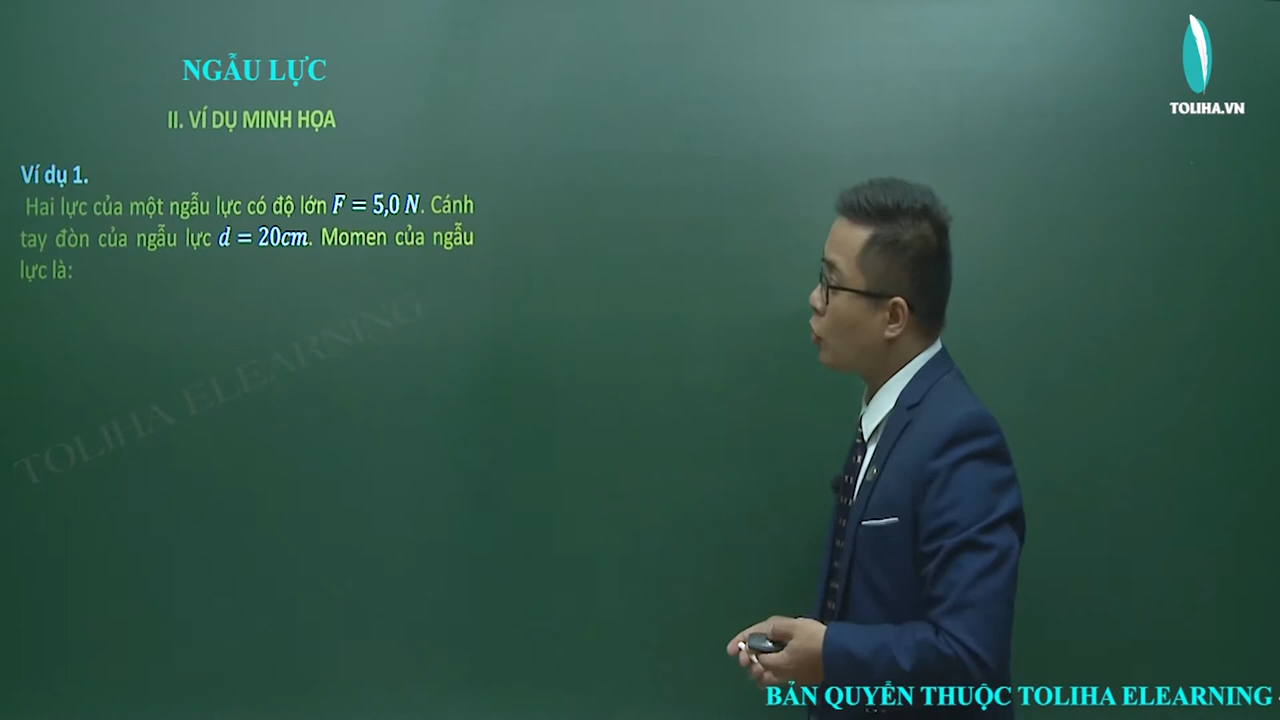 NGẪU LỰC
II. VÍ DỤ MINH HỌA
Ví dụ 1.
Hai lực của một ngẫu lực có độ lớn F = 5,0 N. Cánh
tay đòn của ngẫu lực d = 20cm. Momen của ngẫu
lực là:
TOLIHA ELEARNING
TOLIHA.VN
BẢN QUYỂN THUỘC TOLIHA ELEARNING -